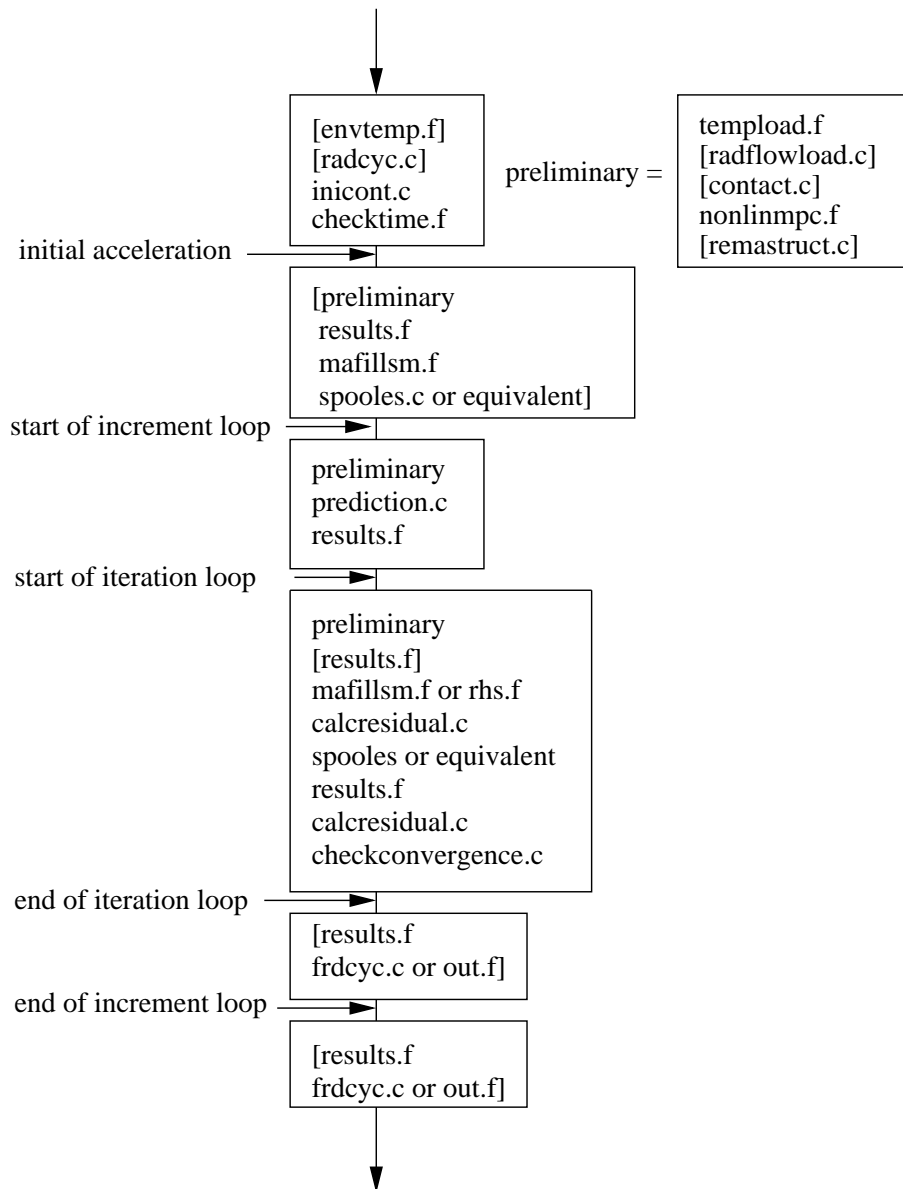 [envtemp.f]
[radcyc.c]
inicont.c
checktime.f
preliminary =
tempload.f
[radflowload.c]
[contact.c]
nonlinmpc.f
[remastruct.c]
initial acceleration
[preliminary
results.f
mafillsm.f
spooles.c or equivalent]
start of increment loop
preliminary
prediction.c
results.f
start of iteration loop
preliminary
[results.f]
mafillsm.f or rhs.f
calcresidual.c
spooles or equivalent
results.f
calcresidual.c
checkconvergence.c
end of iteration loop
[results.f
frdcyc.c or out.f]
end of increment loop
[results.f
frdcyc.c or out.f]